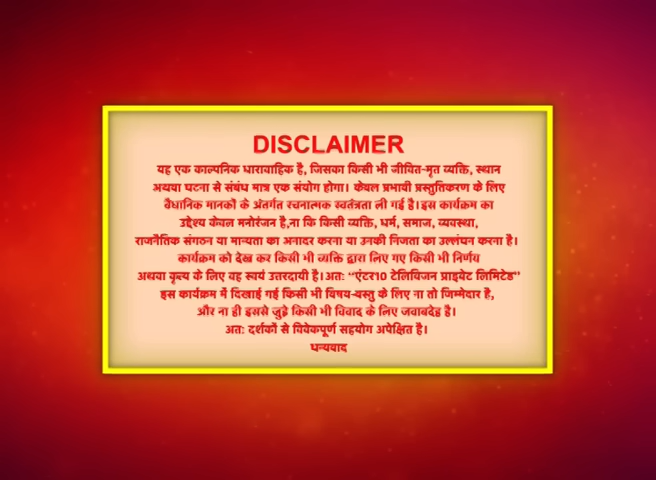 DISCLAIMER
यह एक काल्पनिक धारावाहिक है, जिसका किसी भी जीवित-मृत व्यक्ति, स्थान
अथवा घटना से संबंध मात्र एक संयोग होगा। केवल प्रभावी प्रस्तुतिकरण के लिए
वैधानिक मानकों के अंतर्गत रचनात्मक स्वतंत्रता ली गई है।इस कार्यक्रम का
उद्देश्य केवल मनोरंजन है,ना कि किसी व्यक्ति, धर्म, समाज, व्यवस्था,
राजनैतिक संगठन या मान्यता का अनादर करना या उनकी निजता का उल्लंघन करना है।
कार्यक्रम को देख कर किसी भी व्यक्ति द्वारा लिए गए किसी भी निर्णय
अथवा कृत्य के लिए वह स्वयं उत्तरदायी है।अतः “एंटर10 टेलिविजन प्राइवेट लिमिटेड”
इस कार्यक्रम में दिखाई गई किसी भी विषय-वस्तु के लिए ना तो जिम्मेदार है,
और ना ही इससे जुड़े किसी भी विवाद के लिए जवाबदेह है।
अतः दर्शकों से विवेकपूर्ण सहयोग अपेक्षित है।
धन्यवाद